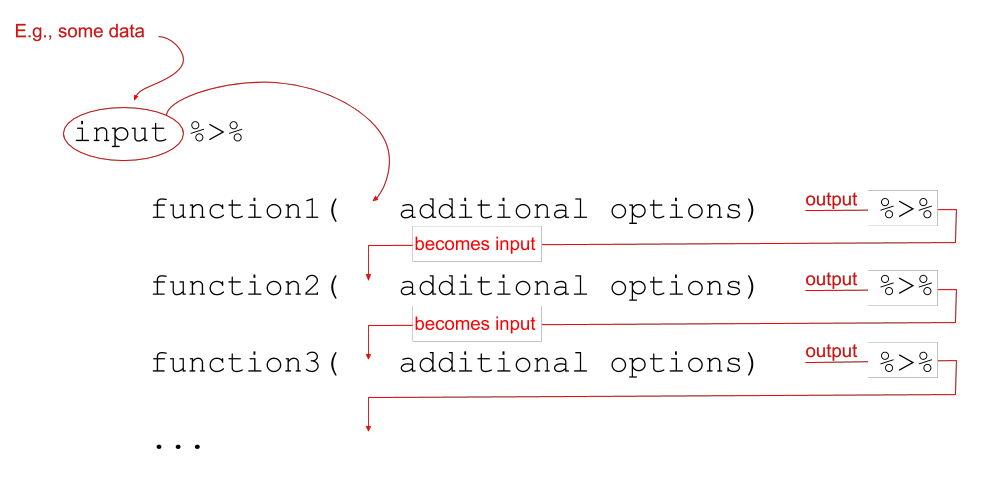 E.g., some data
input %>%
function1( additional options) output %>%
becomes input
function2( additional options) output %>%
becomes input
function3( additional options) output %>%
...